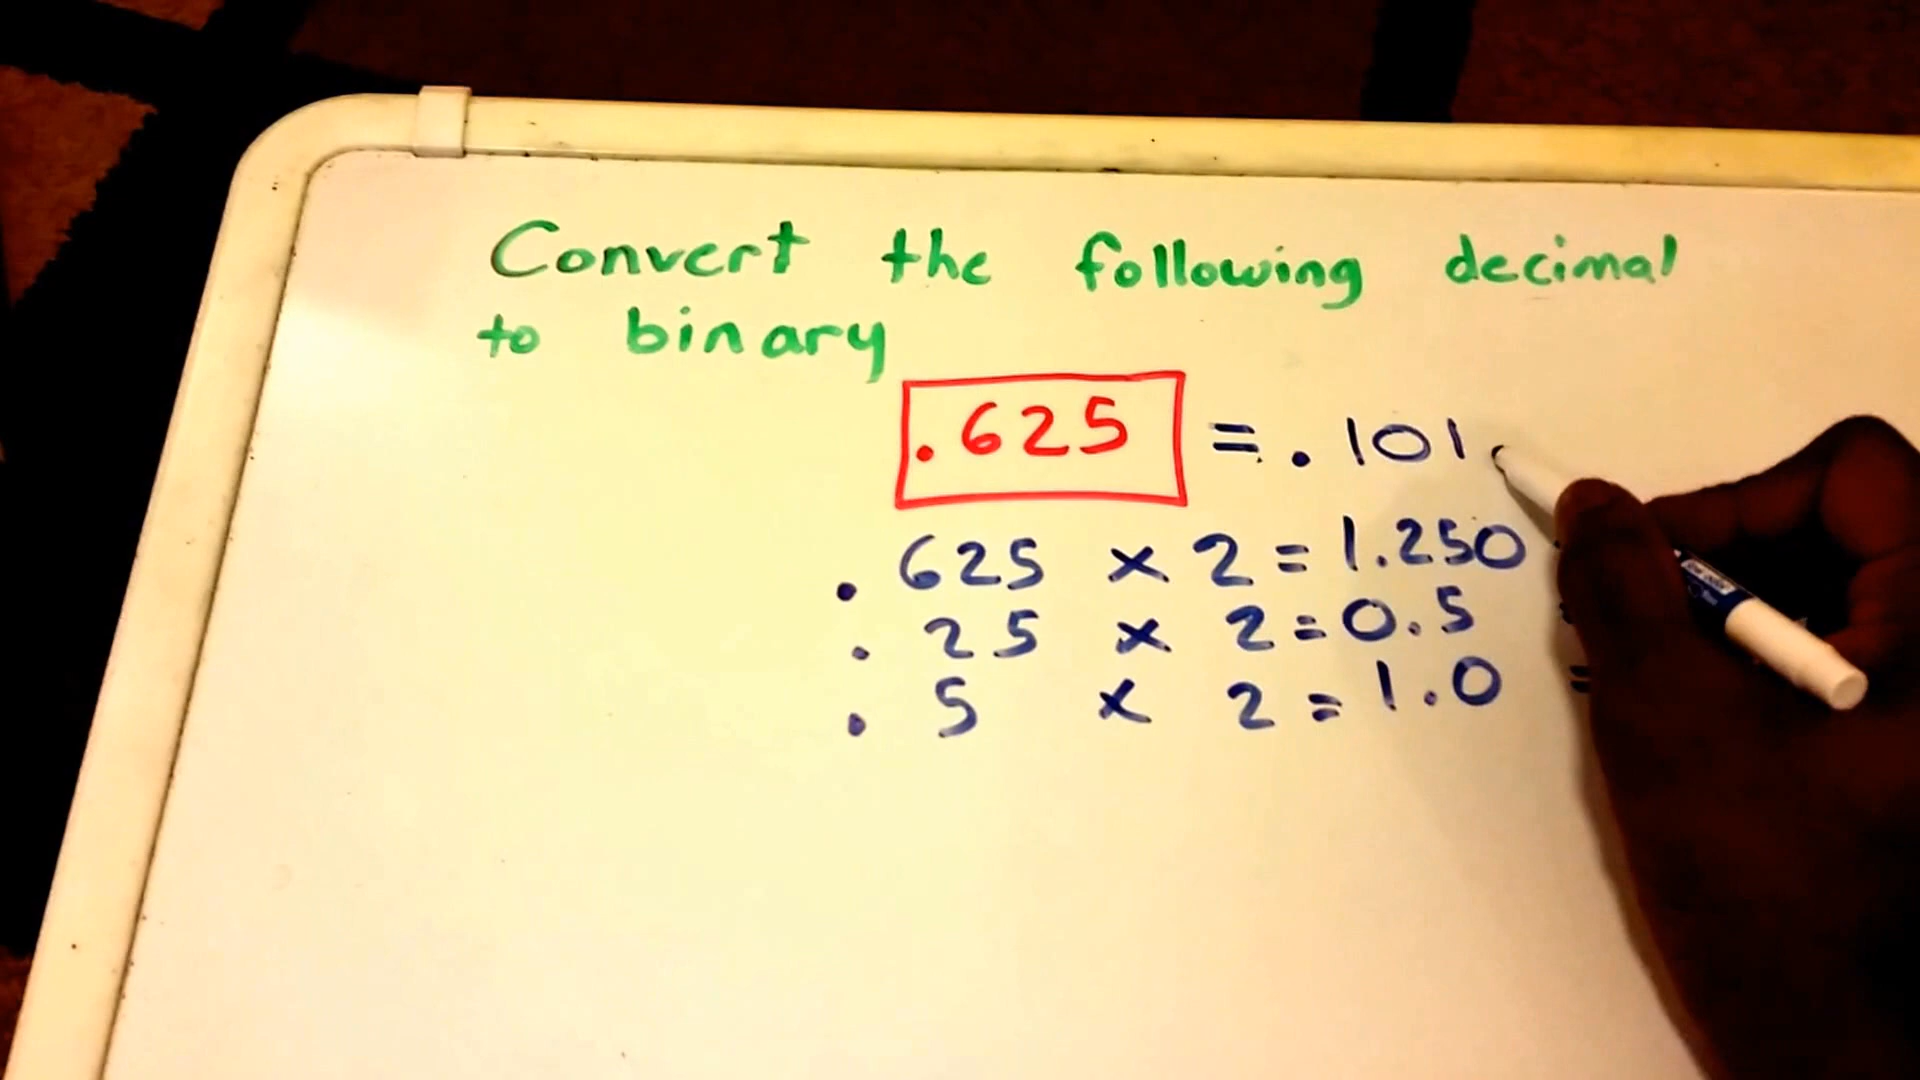 Convert the following decimal
to binary
.625 = .101
.625 x 2 = 1.250
.25 x 2 = 0.5
.5 x 2 = 1.0 =